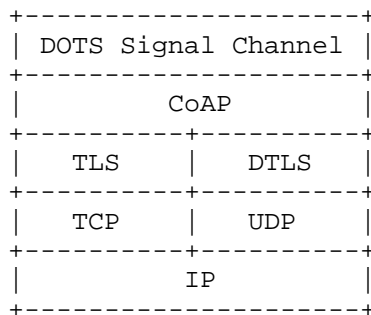 +---------------------+
| DOTS Signal Channel |
+---------------------+
|         CoAP        |
+----------+----------+
|   TLS    |   DTLS   |
+----------+----------+
|   TCP    |   UDP    |
+----------+----------+
|          IP         |
+---------------------+